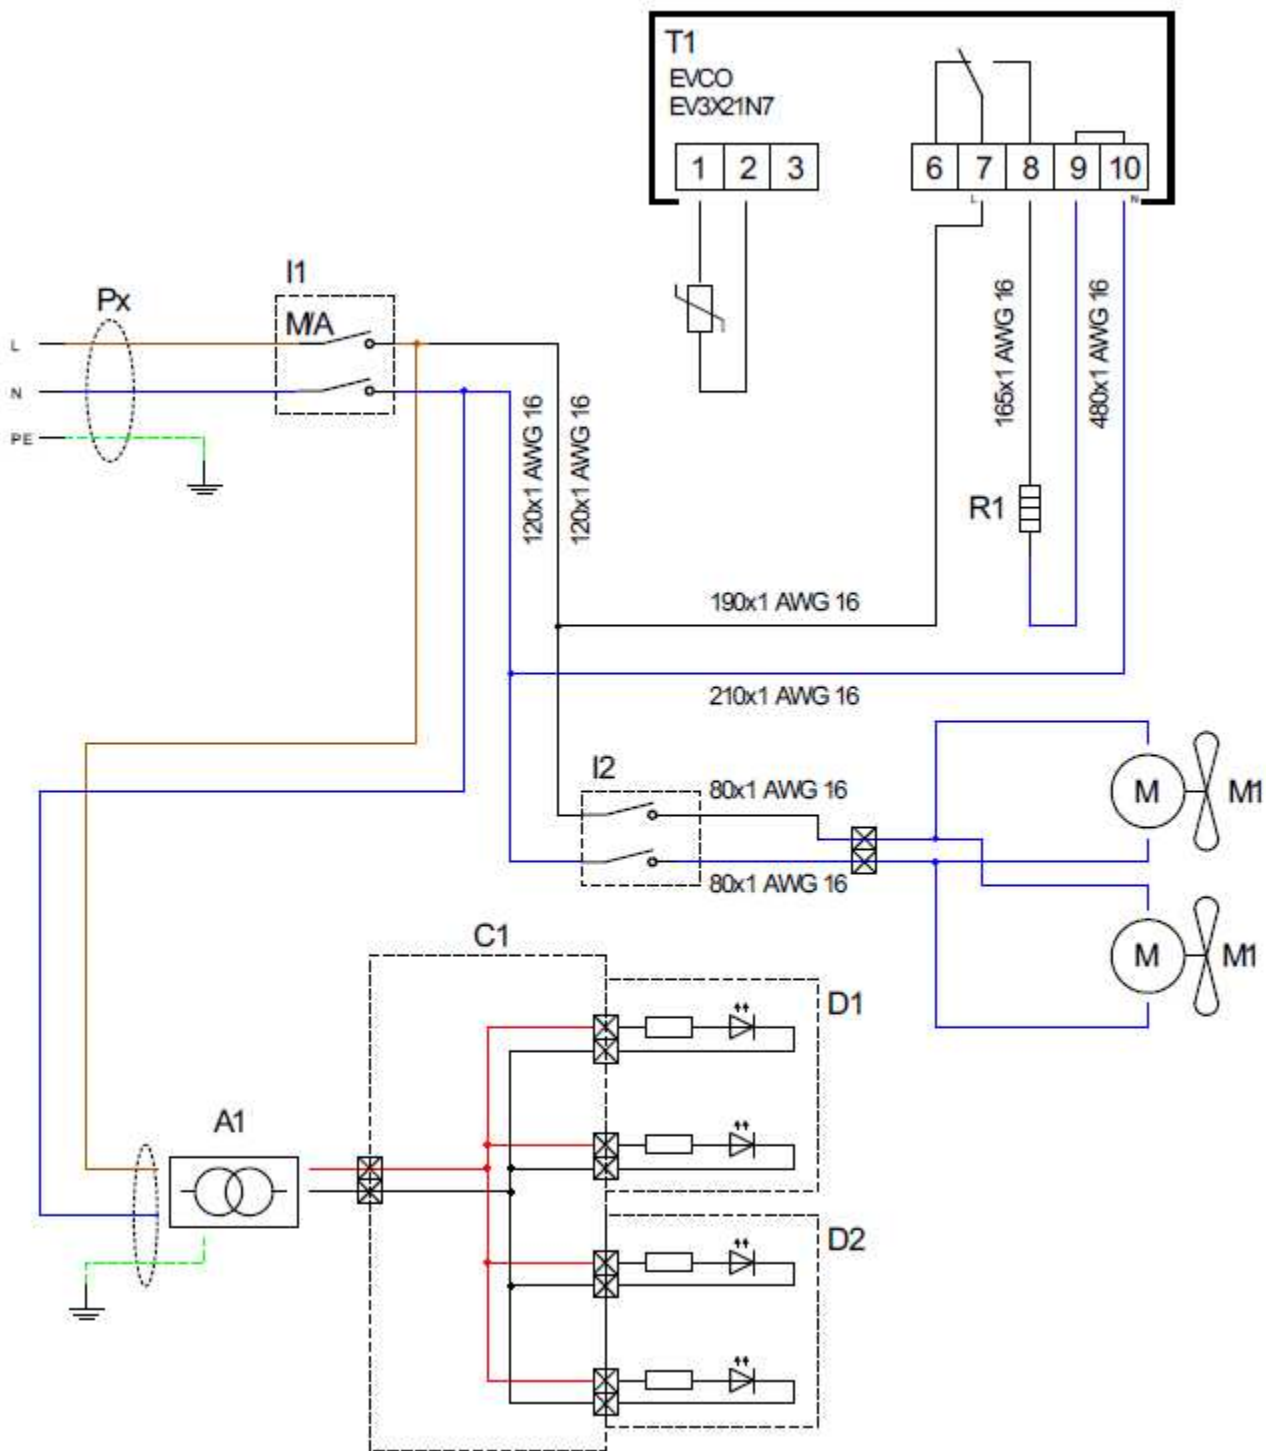 T1
EVCO
EV3X21N7
1 2 3
6 7 8 9 10
L
N
I1
M/A
Px
L
N
PE
120x1 AWG 16
120x1 AWG 16
165x1 AWG 16
480x1 AWG 16
R1
190x1 AWG 16
210x1 AWG 16
I2
80x1 AWG 16
80x1 AWG 16
M
M1
M
M1
C1
D1
A1
D2